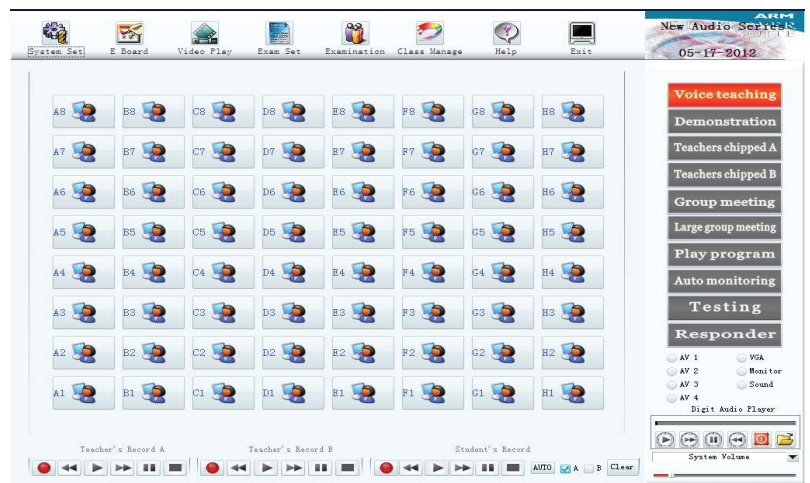 System Set E Board Video Play Exam Set Examination Class Manage Help Exit
ARM
New Audio Series
05-17-2012
A8 B8 C8 D8 E8 F8 G8 H8
A7 B7 C7 D7 E7 F7 G7 H7
A6 B6 C6 D6 E6 F6 G6 H6
A5 B5 C5 D5 E5 F5 G5 H5
A4 B4 C4 D4 E4 F4 G4 H4
A3 B3 C3 D3 E3 F3 G3 H3
A2 B2 C2 D2 E2 F2 G2 H2
A1 B1 C1 D1 E1 F1 G1 H1
Voice teaching
Demonstration
Teachers chipped A
Teachers chipped B
Group meeting
Large group meeting
Play program
Auto monitoring
Testing
Responder
AV 1 VGA
AV 2 Monitor
AV 3 Sound
AV 4
Digit Audio Player
System Volume
Teacher's Record A Teacher's Record B Student's Record
AUTO A B Clear